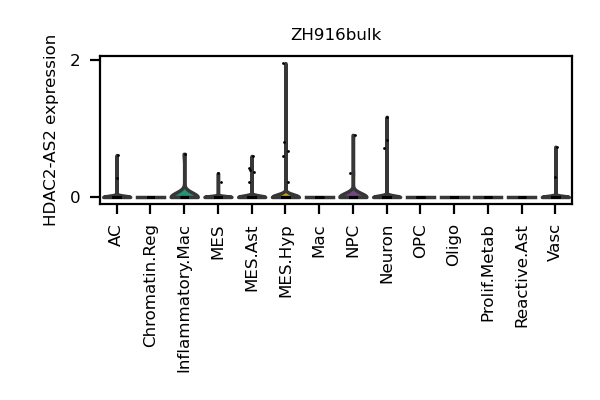 ZH916bulk
HDAC2-AS2 expression
2
0
AC
Chromatin.Reg
Inflammatory.Mac
MES
MES.Ast
MES.Hyp
Mac
NPC
Neuron
OPC
Oligo
Prolif.Metab
Reactive.Ast
Vasc